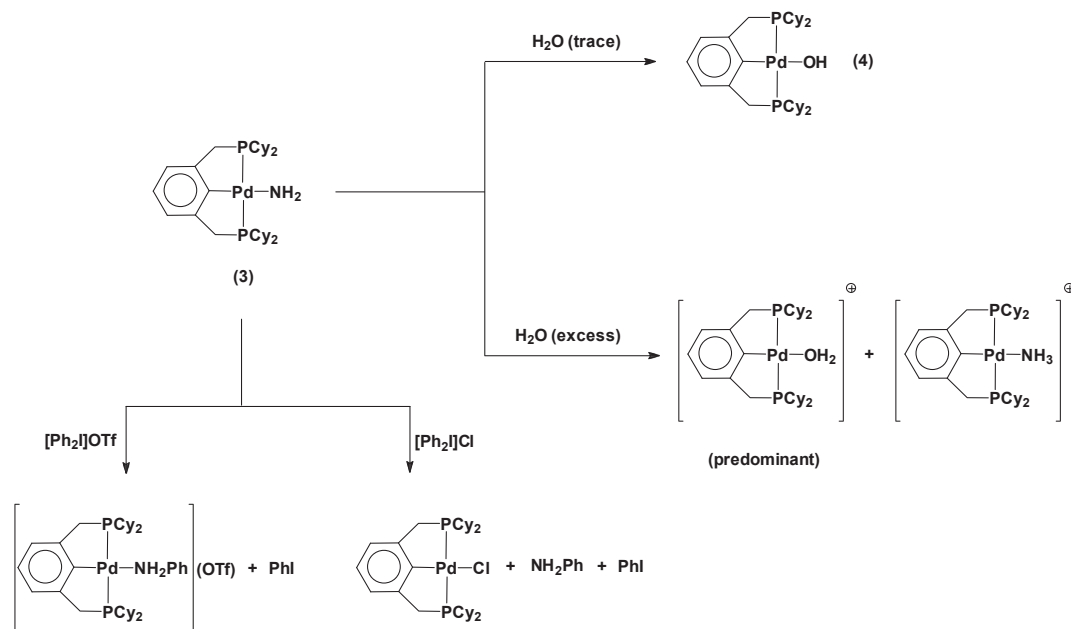 PCy2
H2O (trace)
Pd—OH (4)
PCy2
PCy2
Pd—NH2
PCy2
(3)
⊕ ⊕
PCy2 PCy2
H2O (excess)
Pd—OH2 + Pd—NH3
PCy2 PCy2
(predominant)
[Ph2I]OTf [Ph2I]Cl
PCy2 PCy2
Pd—NH2Ph (OTf) + PhI Pd—Cl + NH2Ph + PhI
PCy2 PCy2